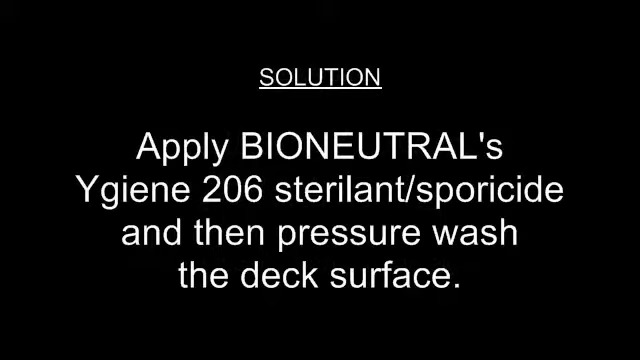 SOLUTION
Apply BIONEUTRAL's
Ygiene 206 sterilant/sporicide
and then pressure wash
the deck surface.